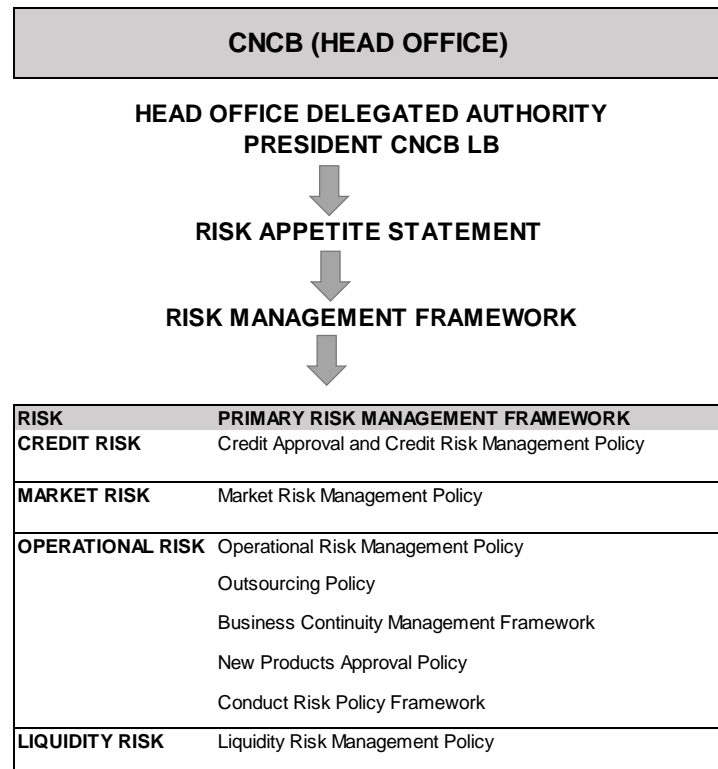 CNCB (HEAD OFFICE)
HEAD OFFICE DELEGATED AUTHORITY
PRESIDENT CNCB LB
RISK APPETITE STATEMENT
RISK MANAGEMENT FRAMEWORK
RISK PRIMARY RISK MANAGEMENT FRAMEWORK
CREDIT RISK Credit Approval and Credit Risk Management Policy
MARKET RISK Market Risk Management Policy
OPERATIONAL RISK Operational Risk Management Policy
Outsourcing Policy
Business Continuity Management Framework
New Products Approval Policy
Conduct Risk Policy Framework
LIQUIDITY RISK Liquidity Risk Management Policy